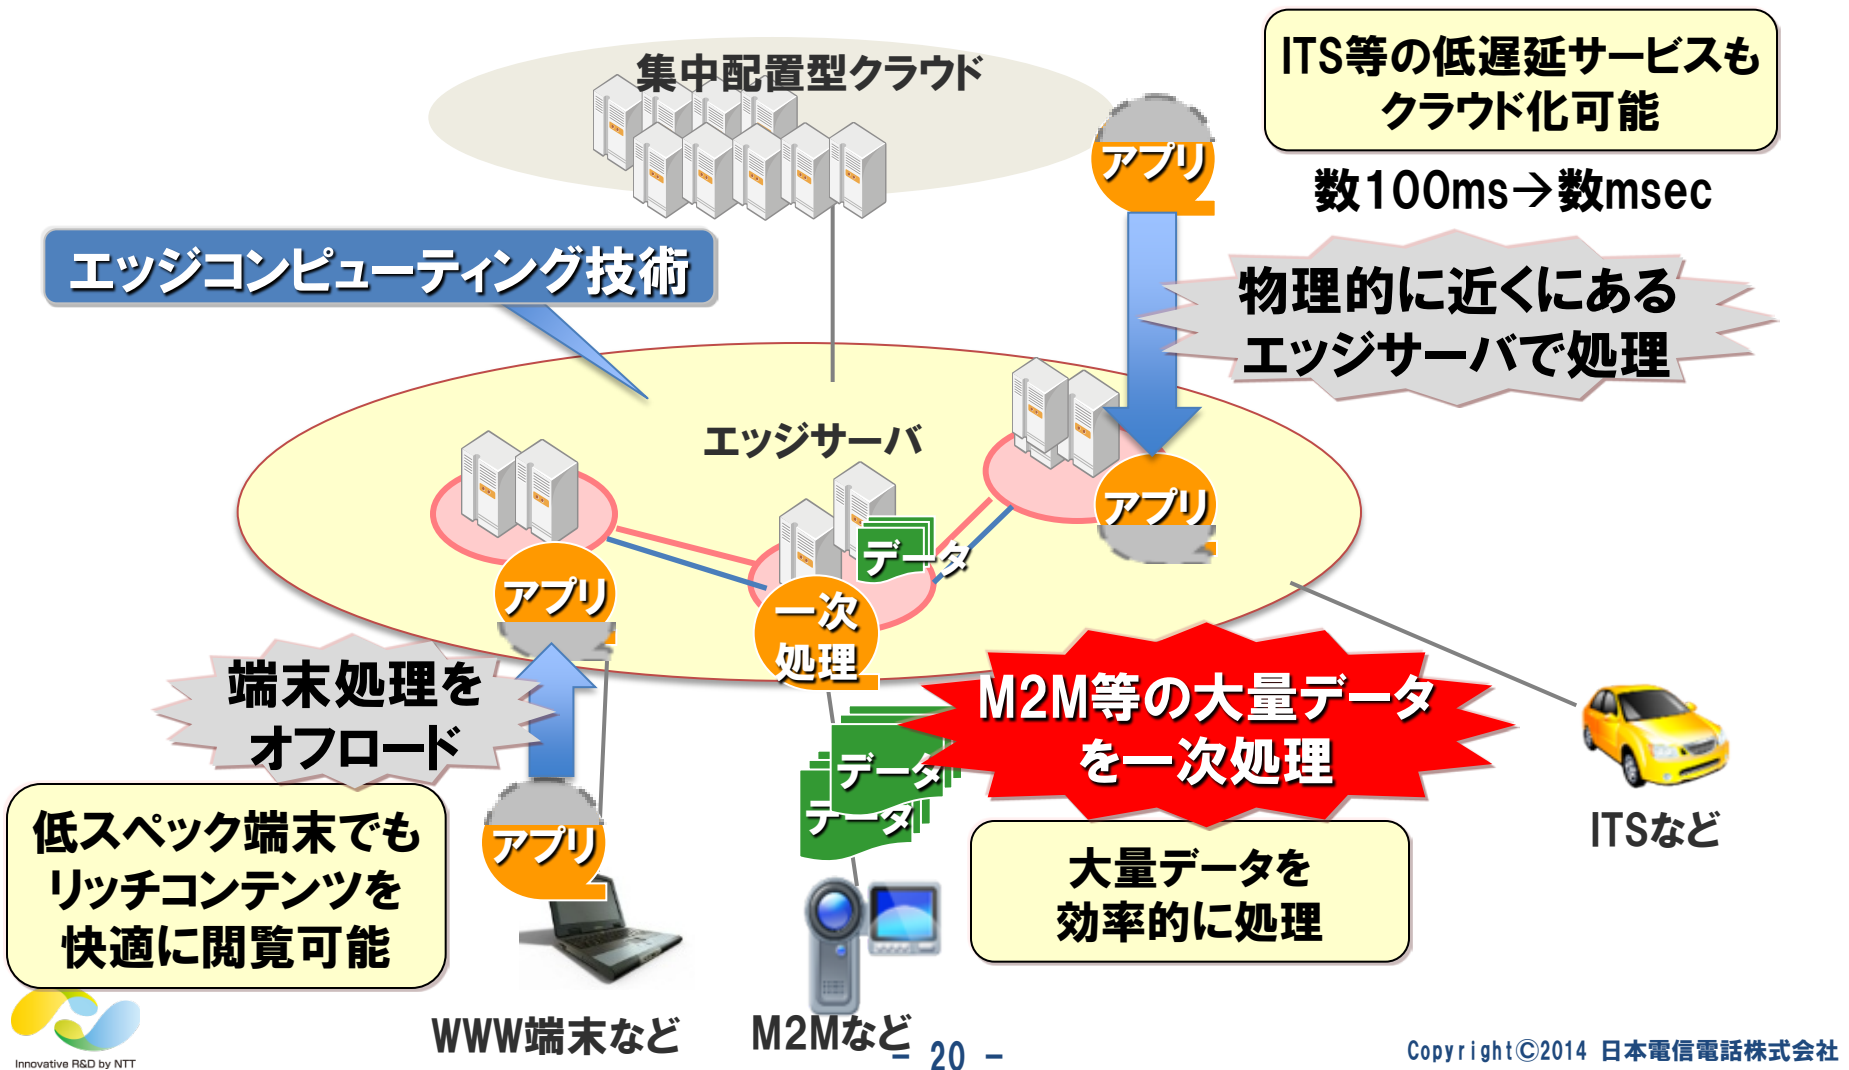 集中配置型クラウド
ITS等の低遅延サービスも
クラウド化可能
アプリ
数100ms→数msec
エッジコンピューティング技術
物理的に近くにある
エッジサーバで処理
エッジサーバ
アプリ
データ
アプリ
一次
処理
端末処理を
オフロード
M2M等の大量データ
を一次処理
データ
データ
アプリ
低スペック端末でも
リッチコンテンツを
快適に閲覧可能
大量データを
効率的に処理
ITSなど
WWW端末など
M2Mなど
Innovative R&D by NTT
- 20 -
Copyright©2014 日本電信電話株式会社